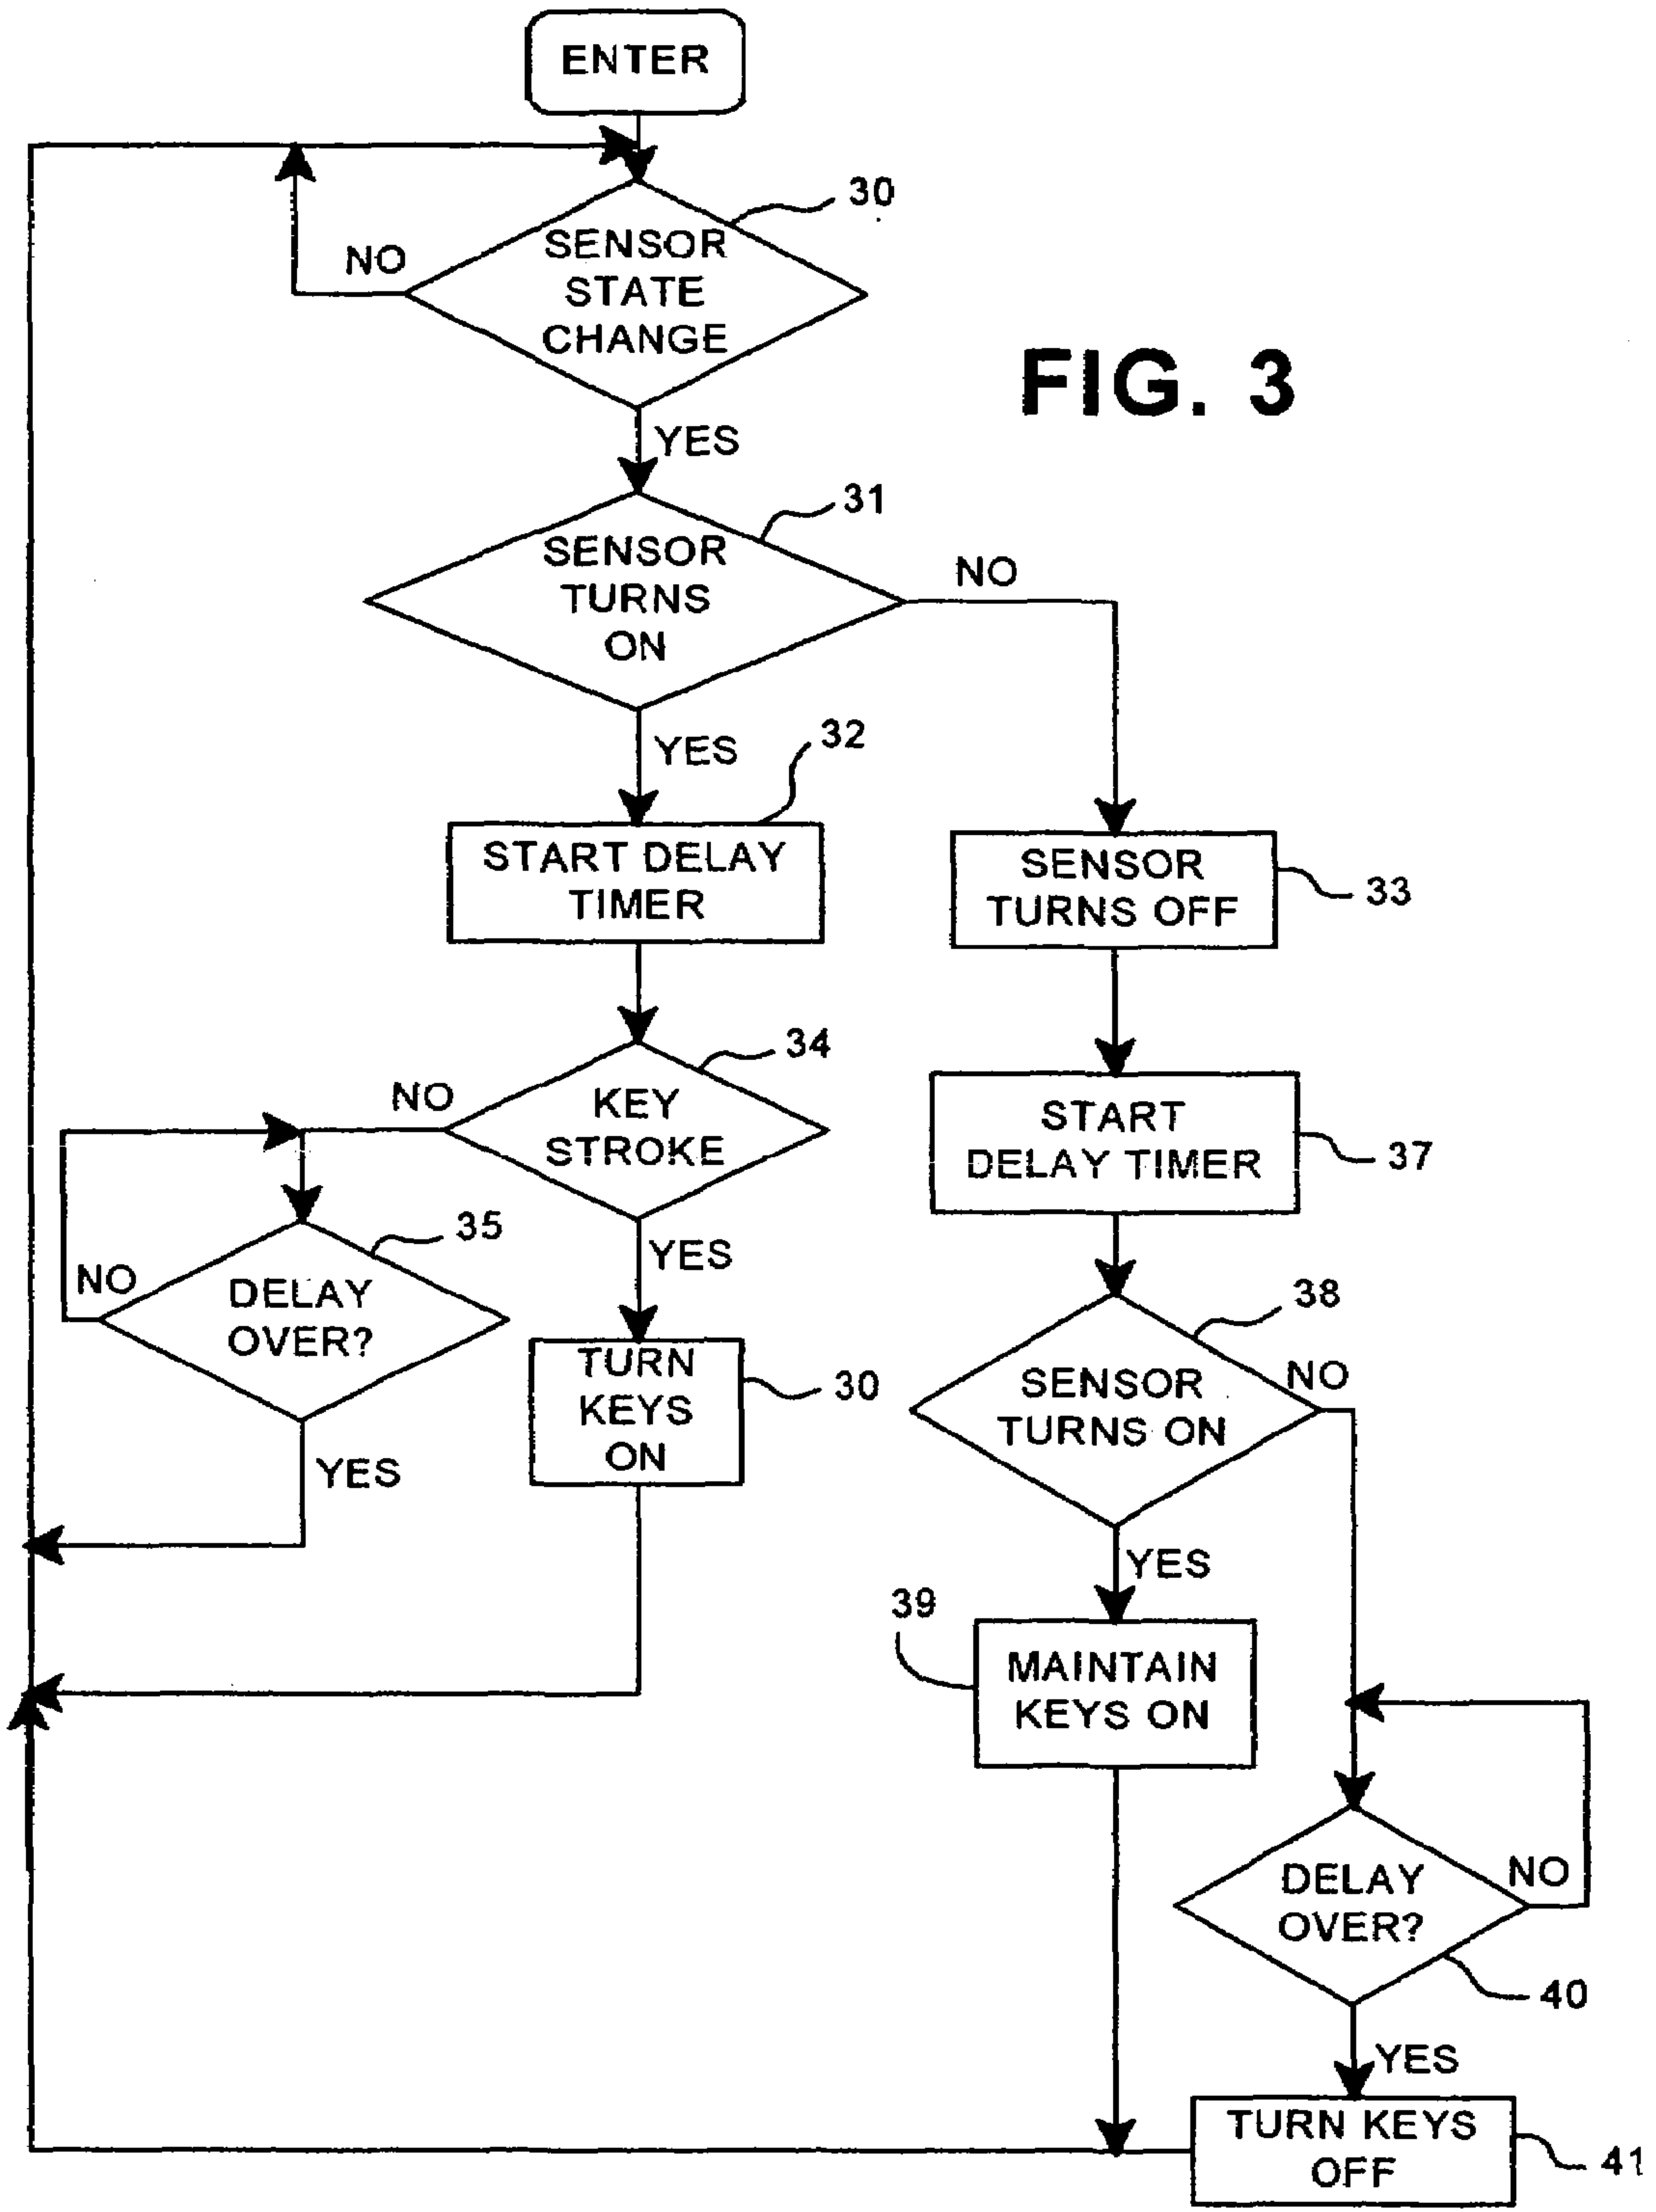 ENTER
30
NO
SENSOR
STATE
CHANGE
FIG. 3
YES
31
SENSOR
TURNS
ON
NO
YES
32
START DELAY
TIMER
SENSOR
TURNS OFF
33
34
NO
KEY
STROKE
START
DELAY TIMER
37
35
NO
DELAY
OVER?
YES
YES
TURN
KEYS
ON
30
38
SENSOR
TURNS ON
NO
YES
39
MAINTAIN
KEYS ON
DELAY
OVER?
NO
40
YES
TURN KEYS
OFF
41